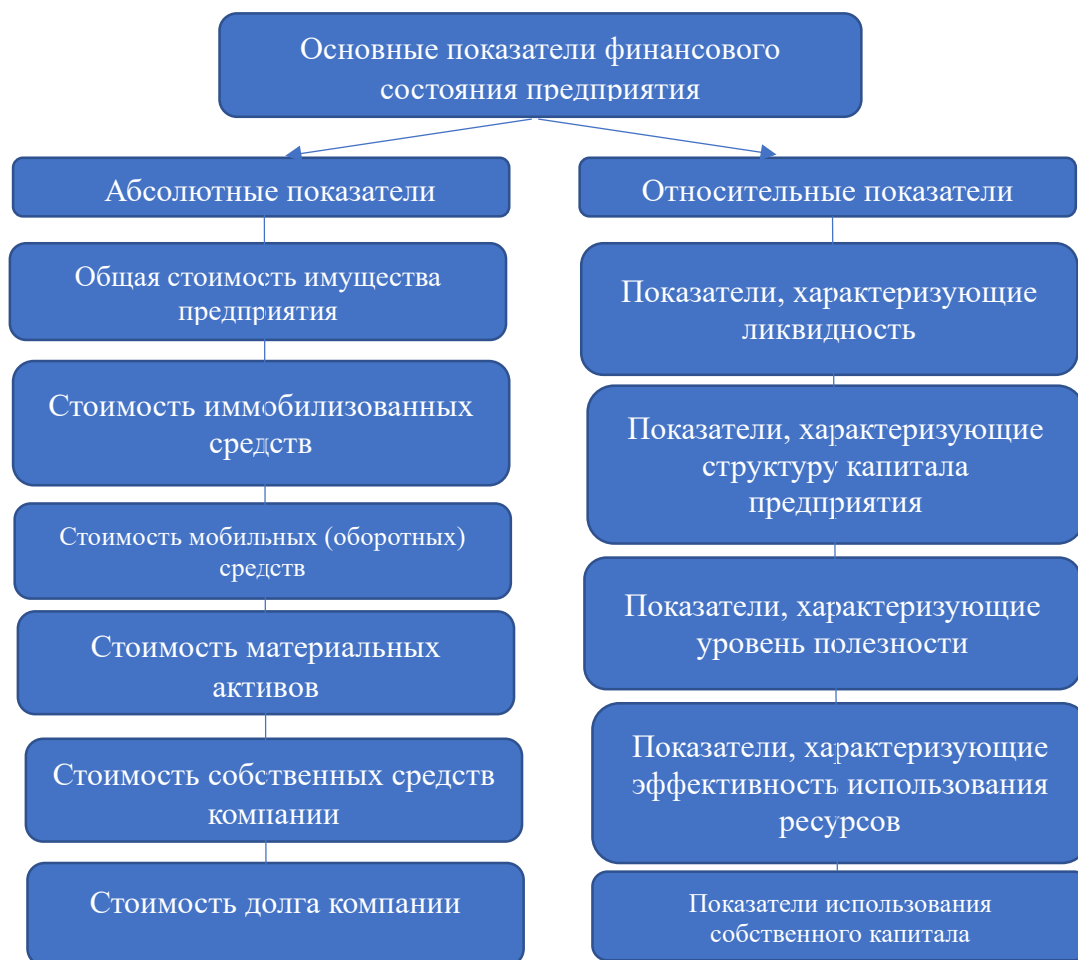 Основные показатели финансового
состояния предприятия
Абсолютные показатели
Общая стоимость имущества
предприятия
Стоимость иммобилизованных
средств
Стоимость мобильных (оборотных)
средств
Стоимость материальных
активов
Стоимость собственных средств
компании
Стоимость долга компании
Относительные показатели
Показатели, характеризующие
ликвидность
Показатели, характеризующие
структуру капитала
предприятия
Показатели, характеризующие
уровень полезности
Показатели, характеризующие
эффективность использования
ресурсов
Показатели использования
собственного капитала